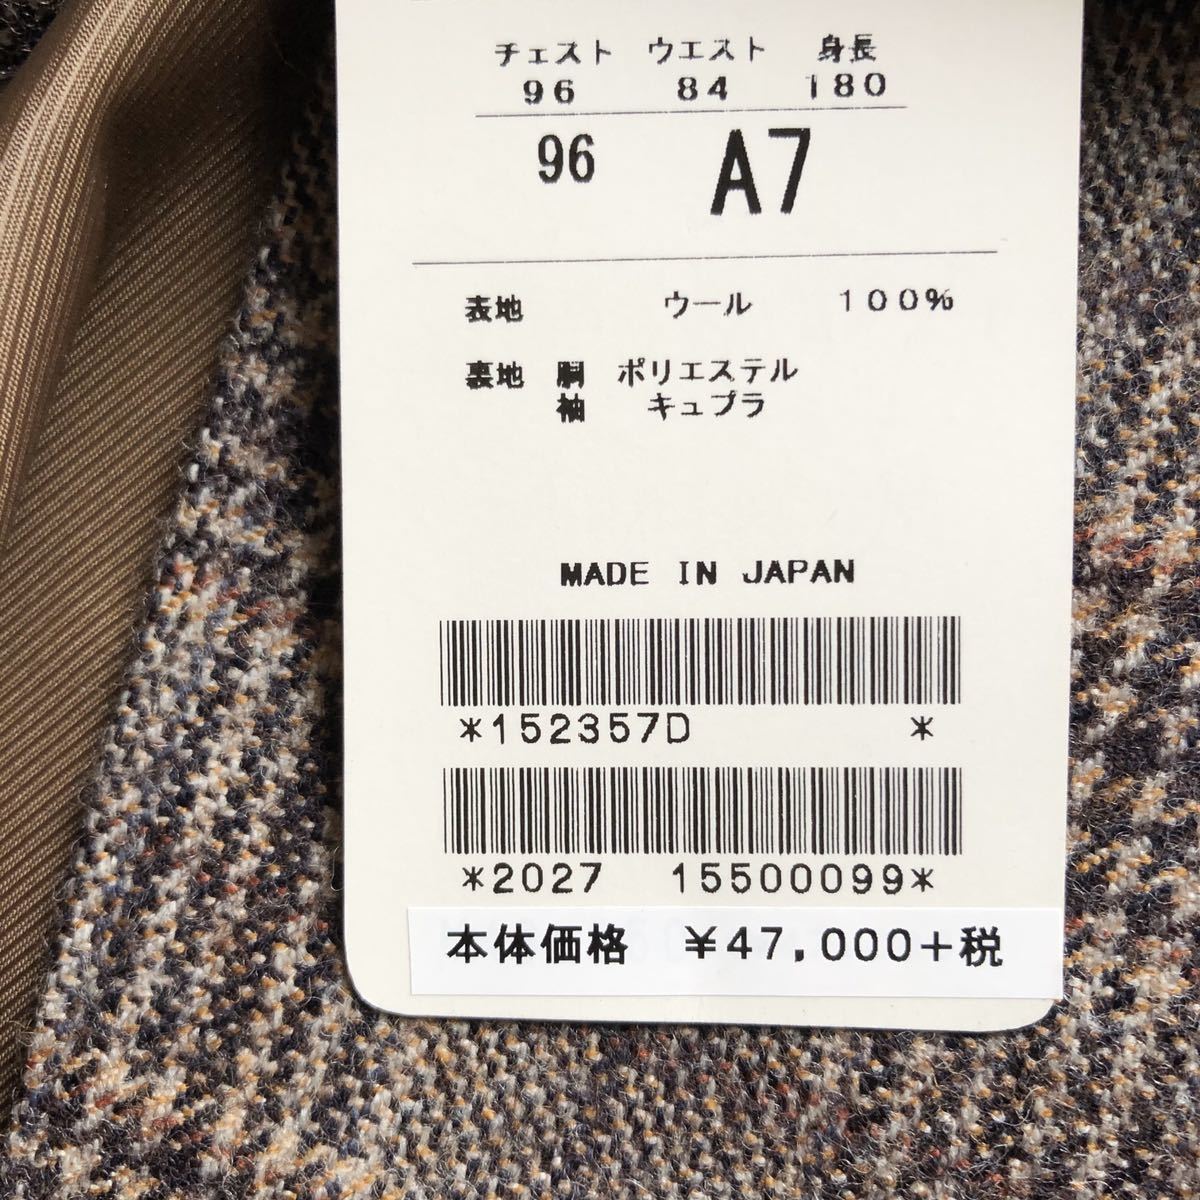 チェスト ウエスト 身長
96 84 180
96 A7
表地 ウール 100%
裏地 胴 ポリエステル
袖 キュプラ
MADE IN JAPAN
*152357D *
*2027 15500099*
本体価格 ¥47,000+税